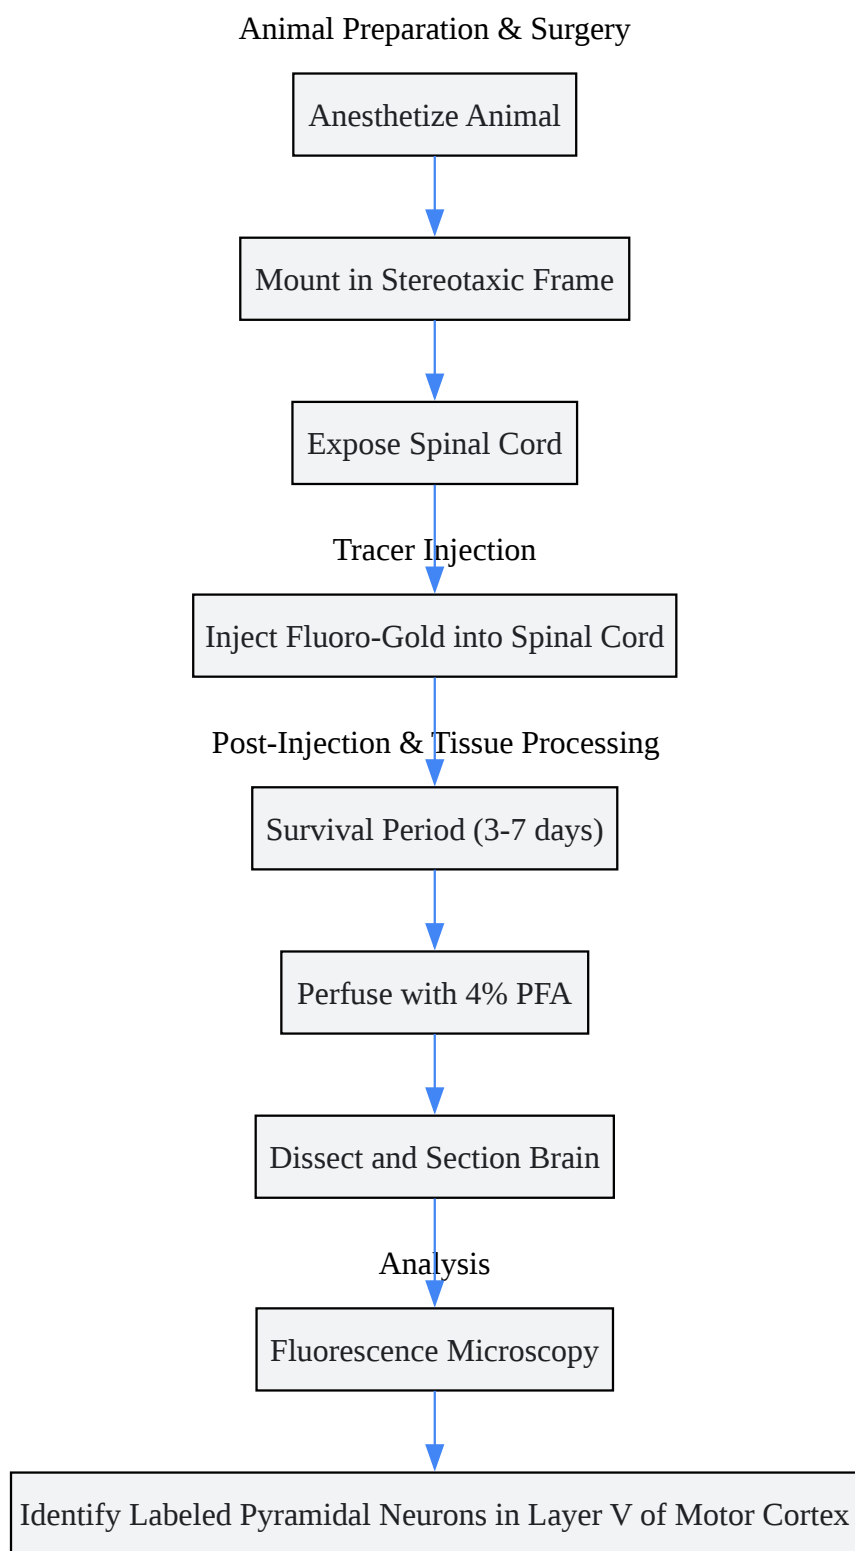 Animal Preparation & Surgery
Anesthetize Animal
Mount in Stereotaxic Frame
Expose Spinal Cord
Tracer Injection
Inject Fluoro-Gold into Spinal Cord
Post-Injection & Tissue Processing
Survival Period (3-7 days)
Perfuse with 4% PFA
Dissect and Section Brain
Analysis
Fluorescence Microscopy
Identify Labeled Pyramidal Neurons in Layer V of Motor Cortex